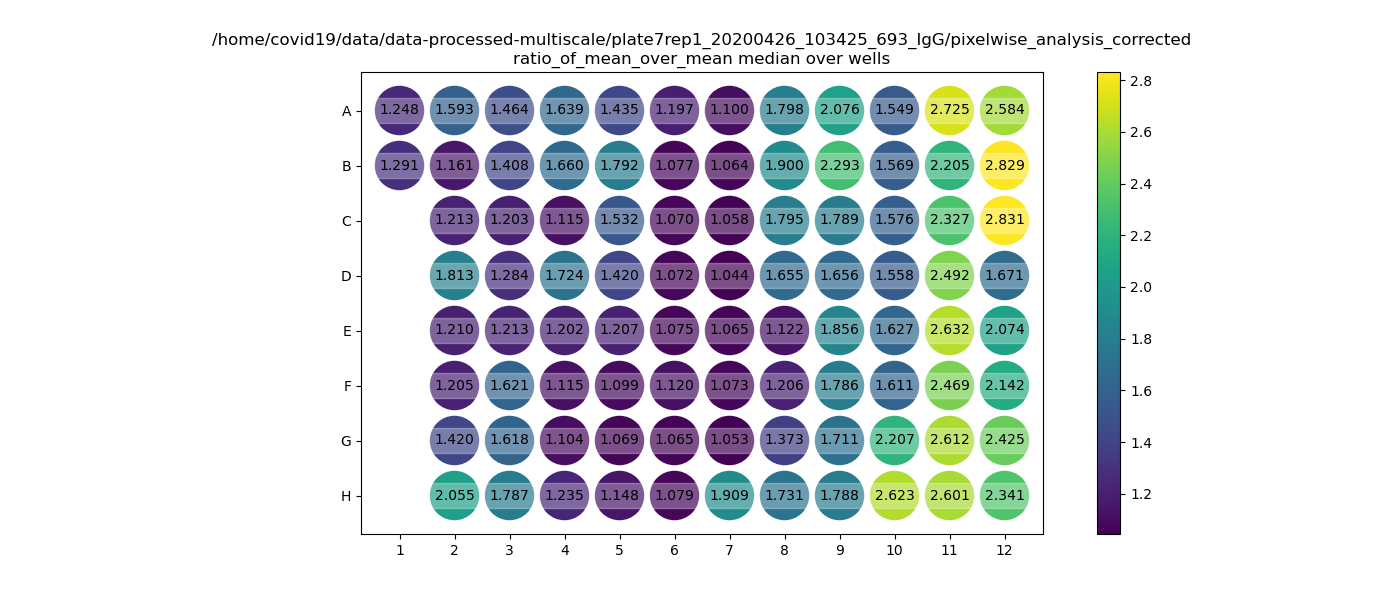 /home/covid19/data/data-processed-multiscale/plate7rep1_20200426_103425_693_IgG/pixelwise_analysis_corrected
ratio_of_mean_over_mean median over wells
A 1.248 1.593 1.464 1.639 1.435 1.197 1.100 1.798 2.076 1.549 2.725 2.584
B 1.291 1.161 1.408 1.660 1.792 1.077 1.064 1.900 2.293 1.569 2.205 2.829
C 1.213 1.203 1.115 1.532 1.070 1.058 1.795 1.789 1.576 2.327 2.831
D 1.813 1.284 1.724 1.420 1.072 1.044 1.655 1.656 1.558 2.492 1.671
E 1.210 1.213 1.202 1.207 1.075 1.065 1.122 1.856 1.627 2.632 2.074
F 1.205 1.621 1.115 1.099 1.120 1.073 1.206 1.786 1.611 2.469 2.142
G 1.420 1.618 1.104 1.069 1.065 1.053 1.373 1.711 2.207 2.612 2.425
H 2.055 1.787 1.235 1.148 1.079 1.909 1.731 1.788 2.623 2.601 2.341
1 2 3 4 5 6 7 8 9 10 11 12
2.8
2.6
2.4
2.2
2.0
1.8
1.6
1.4
1.2